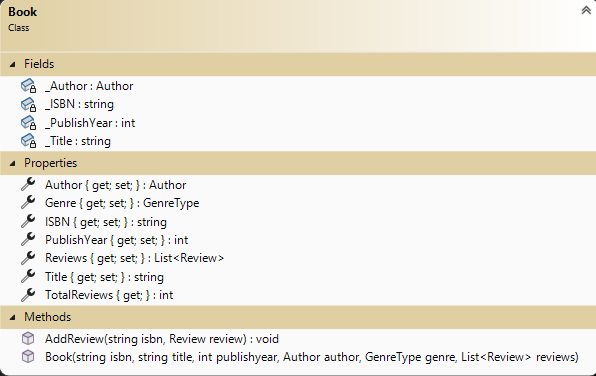 Book
Class
Fields
_Author : Author
_ISBN : string
_PublishYear : int
_Title : string
Properties
Author { get; set; } : Author
Genre { get; set; } : GenreType
ISBN { get; set; } : string
PublishYear { get; set; } : int
Reviews { get; set; } : List<Review>
Title { get; set; } : string
TotalReviews { get; } : int
Methods
AddReview(string isbn, Review review) : void
Book(string isbn, string title, int publishyear, Author author, GenreType genre, List<Review> reviews)